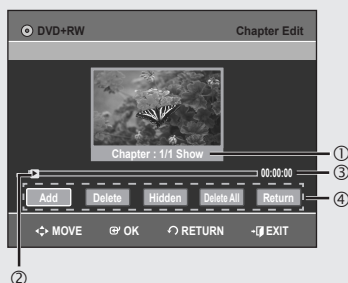 DVD+RW Chapter Edit
Chapter : 1/1 Show
①
00:00:00
③
Add Delete Hidden Delete All Return
④
MOVE OK RETURN EXIT
②